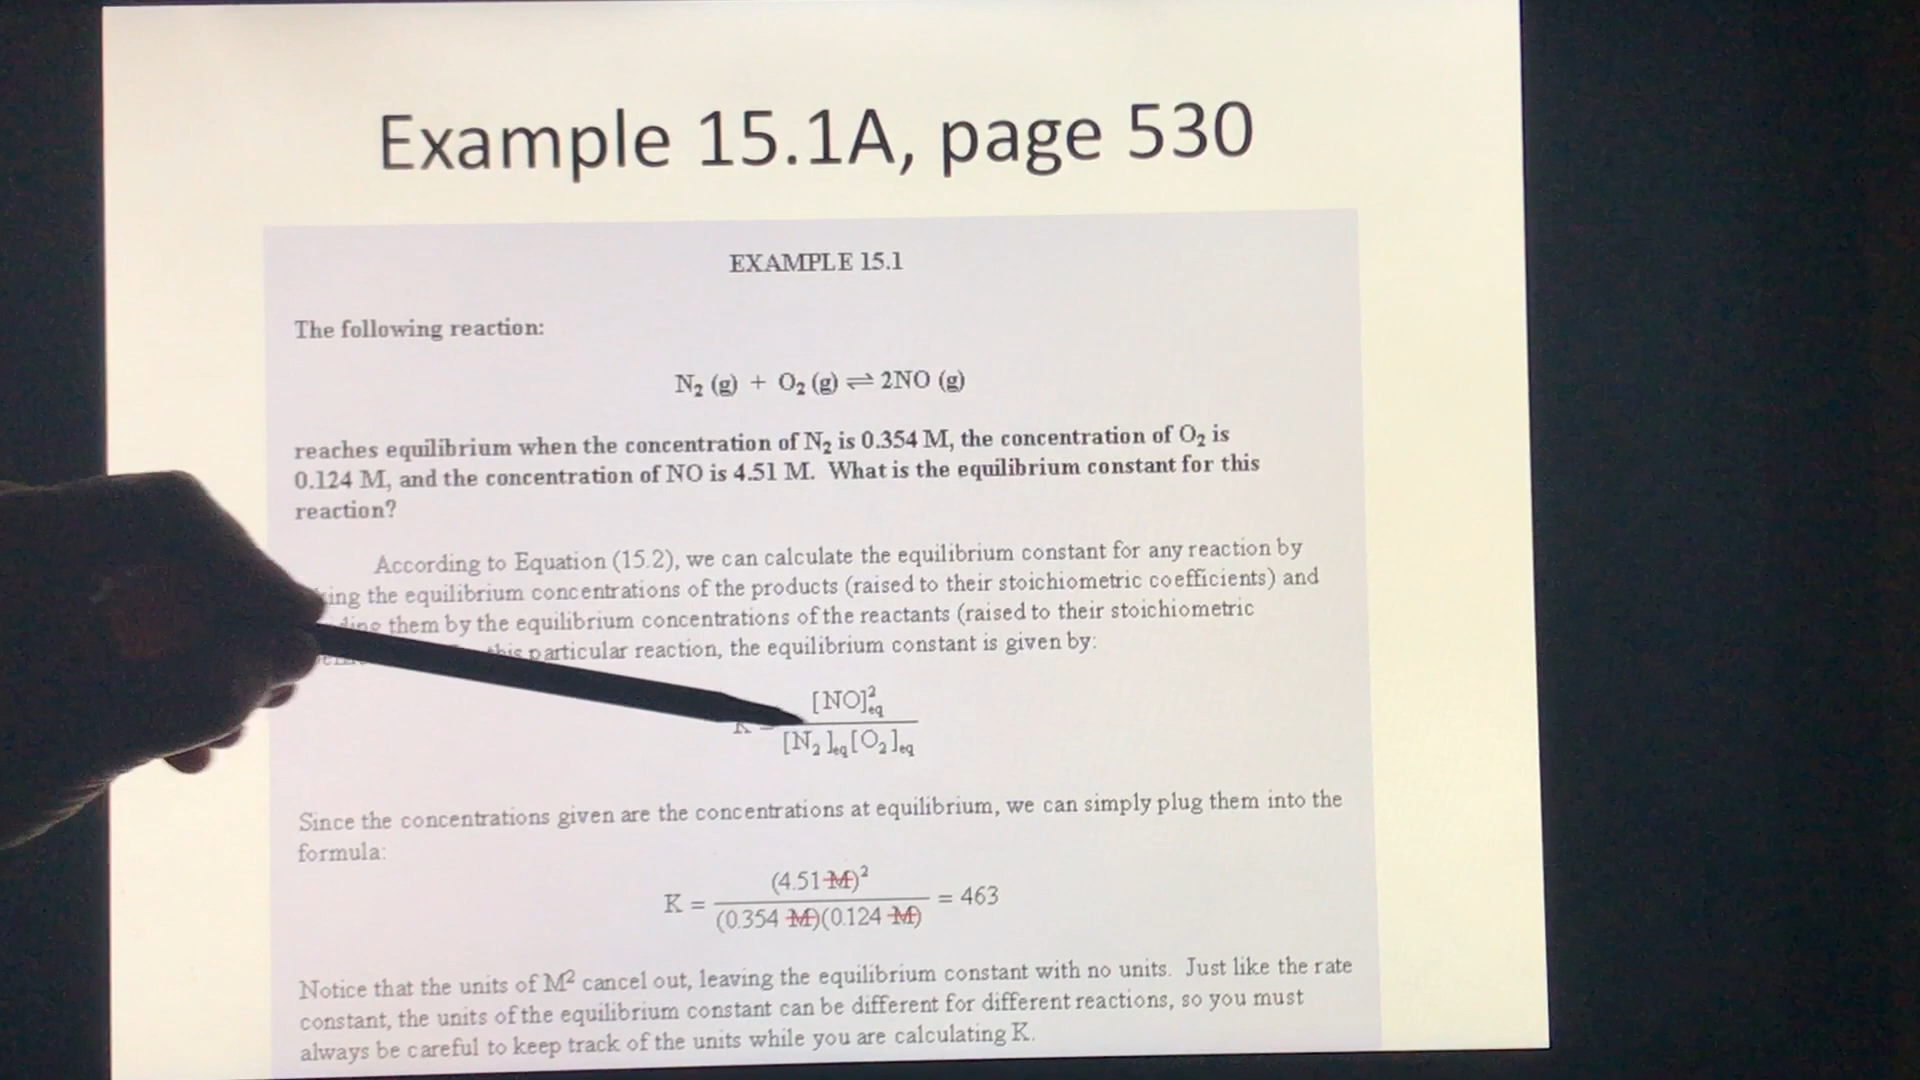 Example 15.1A, page 530
EXAMPLE 15.1
The following reaction:
N₂ (g) + O₂ (g) ⇌ 2NO (g)
reaches equilibrium when the concentration of N₂ is 0.354 M, the concentration of O₂ is
0.124 M, and the concentration of NO is 4.51 M. What is the equilibrium constant for this
reaction?
According to Equation (15.2), we can calculate the equilibrium constant for any reaction by
the equilibrium concentrations of the products (raised to their stoichiometric coefficients) and
them by the equilibrium concentrations of the reactants (raised to their stoichiometric
this particular reaction, the equilibrium constant is given by:
[NO]²eq
K =
[N₂]eq[O₂]eq
Since the concentrations given are the concentrations at equilibrium, we can simply plug them into the
formula:
(4.51 M)²
K = = 463
(0.354 M)(0.124 M)
Notice that the units of M² cancel out, leaving the equilibrium constant with no units. Just like the rate
constant, the units of the equilibrium constant can be different for different reactions, so you must
always be careful to keep track of the units while you are calculating K.